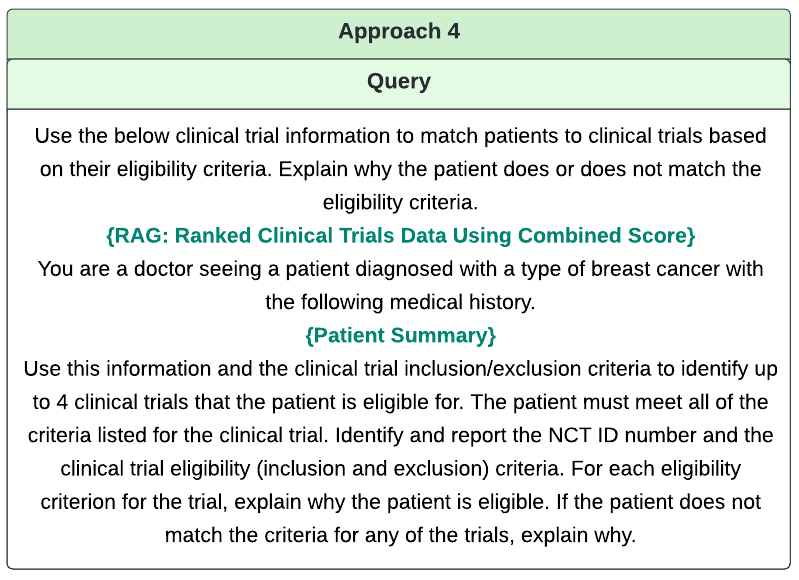 Approach 4
Query
Use the below clinical trial information to match patients to clinical trials based
on their eligibility criteria. Explain why the patient does or does not match the
eligibility criteria.
{RAG: Ranked Clinical Trials Data Using Combined Score}
You are a doctor seeing a patient diagnosed with a type of breast cancer with
the following medical history.
{Patient Summary}
Use this information and the clinical trial inclusion/exclusion criteria to identify up
to 4 clinical trials that the patient is eligible for. The patient must meet all of the
criteria listed for the clinical trial. Identify and report the NCT ID number and the
clinical trial eligibility (inclusion and exclusion) criteria. For each eligibility
criterion for the trial, explain why the patient is eligible. If the patient does not
match the criteria for any of the trials, explain why.